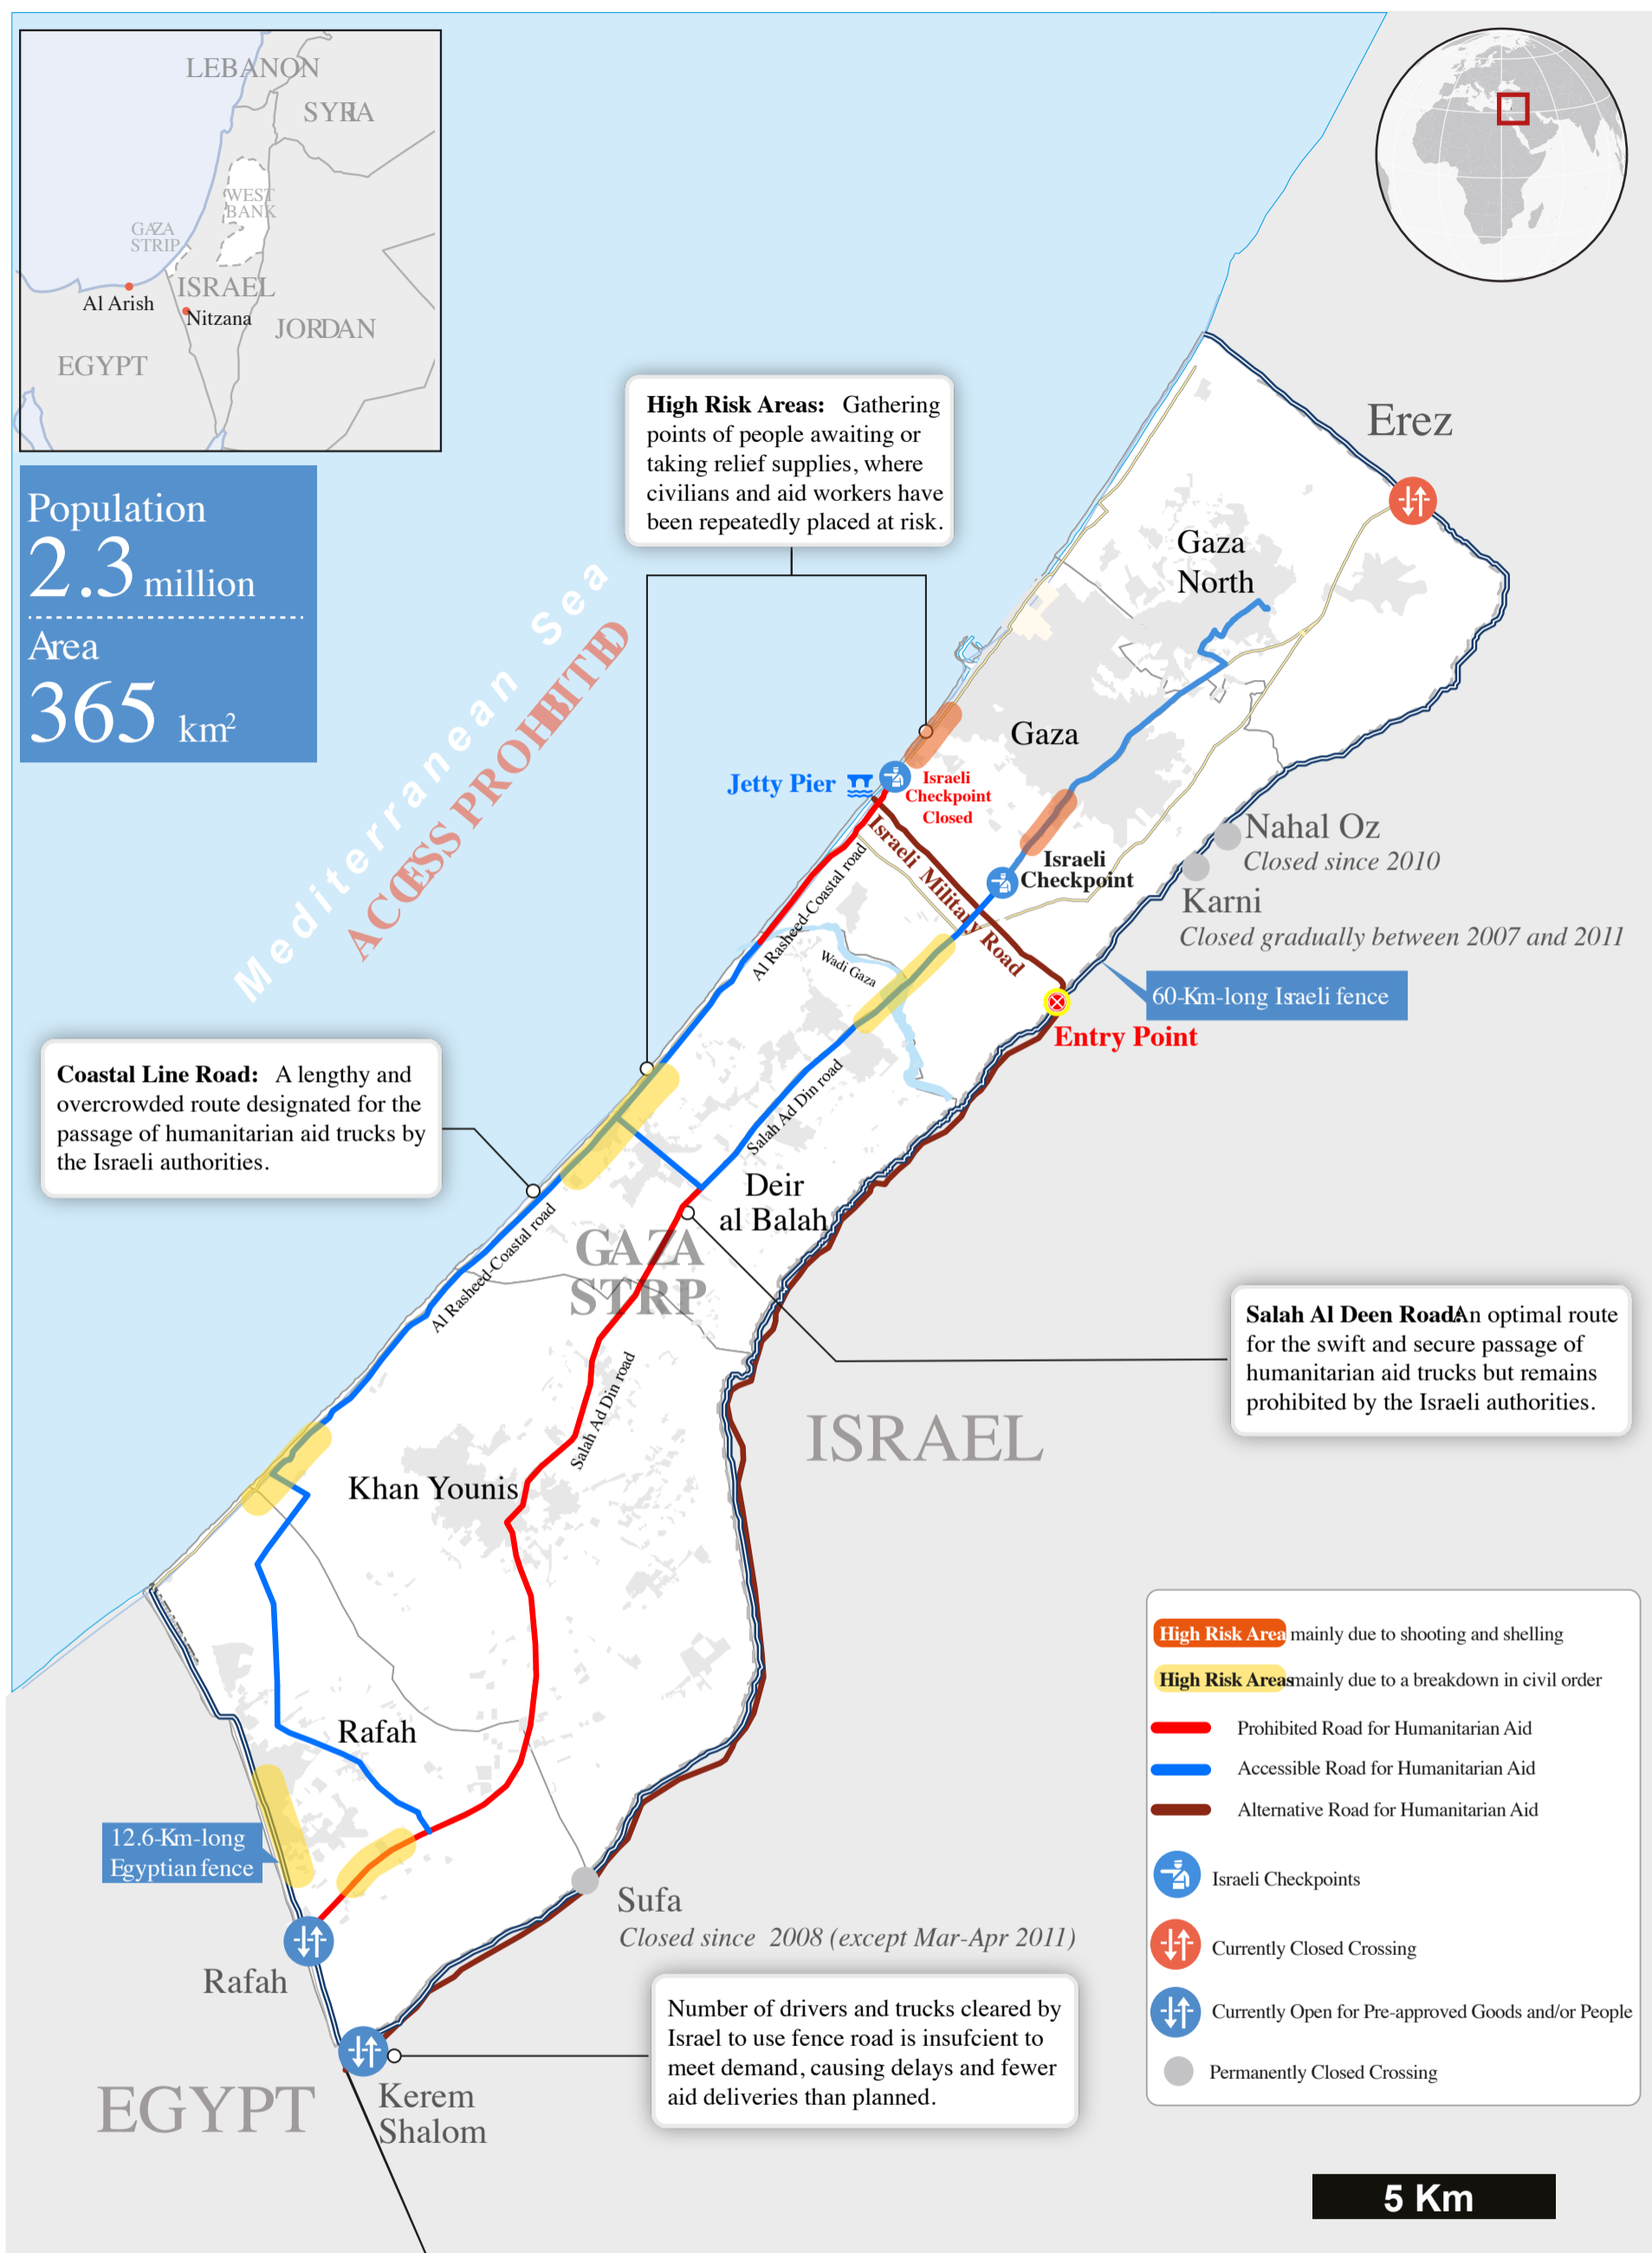 LEBANON
SYRIA
WEST
BANK
GAZA
STRIP
ISRAEL
Al Arish
Nitzana
JORDAN
EGYPT
Population
2.3 million
Area
365 km²
Mediterranean Sea
ACCESS PROHIBITED
High Risk Areas: Gathering
points of people awaiting or
taking relief supplies, where
civilians and aid workers have
been repeatedly placed at risk.
Erez
Gaza
North
Gaza
Jetty Pier
Israeli
Checkpoint
Closed
Israeli
Checkpoint
Israeli Military Road
Nahal Oz
Closed since 2010
Karni
Closed gradually between 2007 and 2011
60-Km-long Israeli fence
Entry Point
Al Rasheed-Coastal road
Wadi Gaza
Salah Ad Din road
Coastal Line Road: A lengthy and
overcrowded route designated for the
passage of humanitarian aid trucks by
the Israeli authorities.
Deir
al Balah
GAZA
STRP
Al Rasheed-Coastal road
Salah Al Deen Road:An optimal route
for the swift and secure passage of
humanitarian aid trucks but remains
prohibited by the Israeli authorities.
Salah Ad Din road
ISRAEL
Khan Younis
Rafah
12.6-Km-long
Egyptian fence
Sufa
Closed since 2008 (except Mar-Apr 2011)
Rafah
Number of drivers and trucks cleared by
Israel to use fence road is insufcient to
meet demand, causing delays and fewer
aid deliveries than planned.
Kerem
Shalom
EGYPT
High Risk Area mainly due to shooting and shelling
High Risk Areas mainly due to a breakdown in civil order
Prohibited Road for Humanitarian Aid
Accessible Road for Humanitarian Aid
Alternative Road for Humanitarian Aid
Israeli Checkpoints
Currently Closed Crossing
Currently Open for Pre-approved Goods and/or People
Permanently Closed Crossing
5 Km